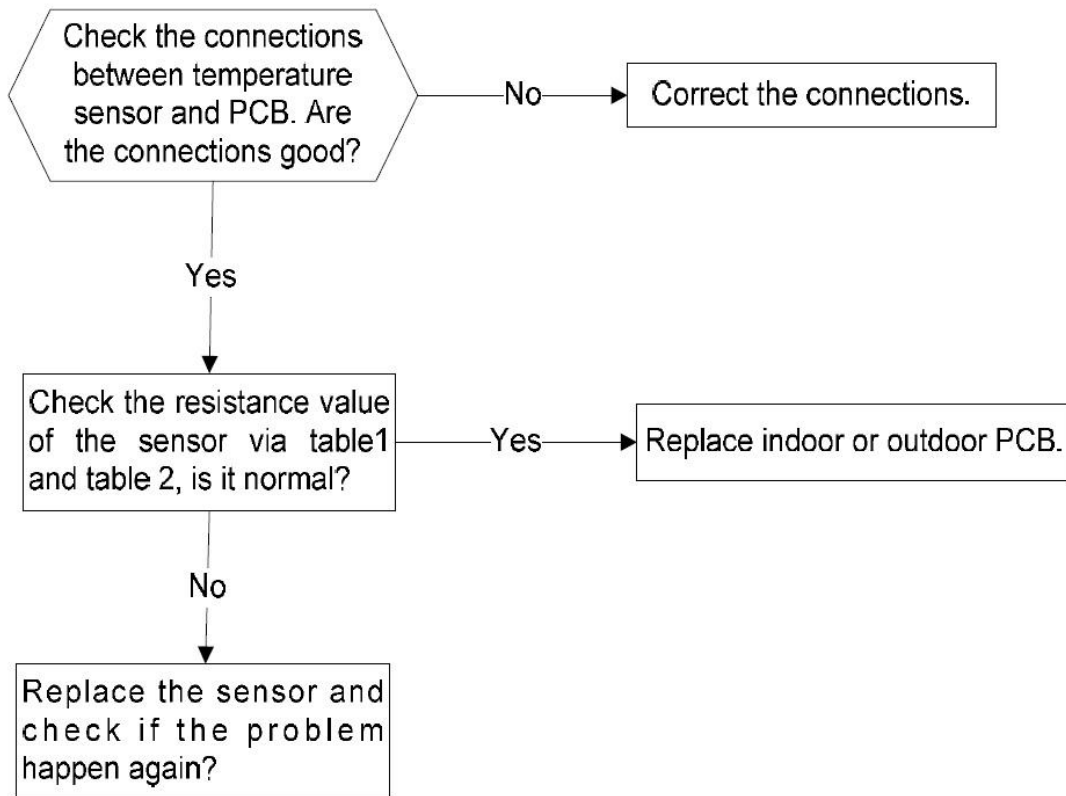 Check the connections
between temperature
sensor and PCB. Are
the connections good?
No
Correct the connections.
Yes
Check the resistance value
of the sensor via table1
and table 2, is it normal?
Yes
Replace indoor or outdoor PCB.
No
Replace the sensor and
check if the problem
happen again?